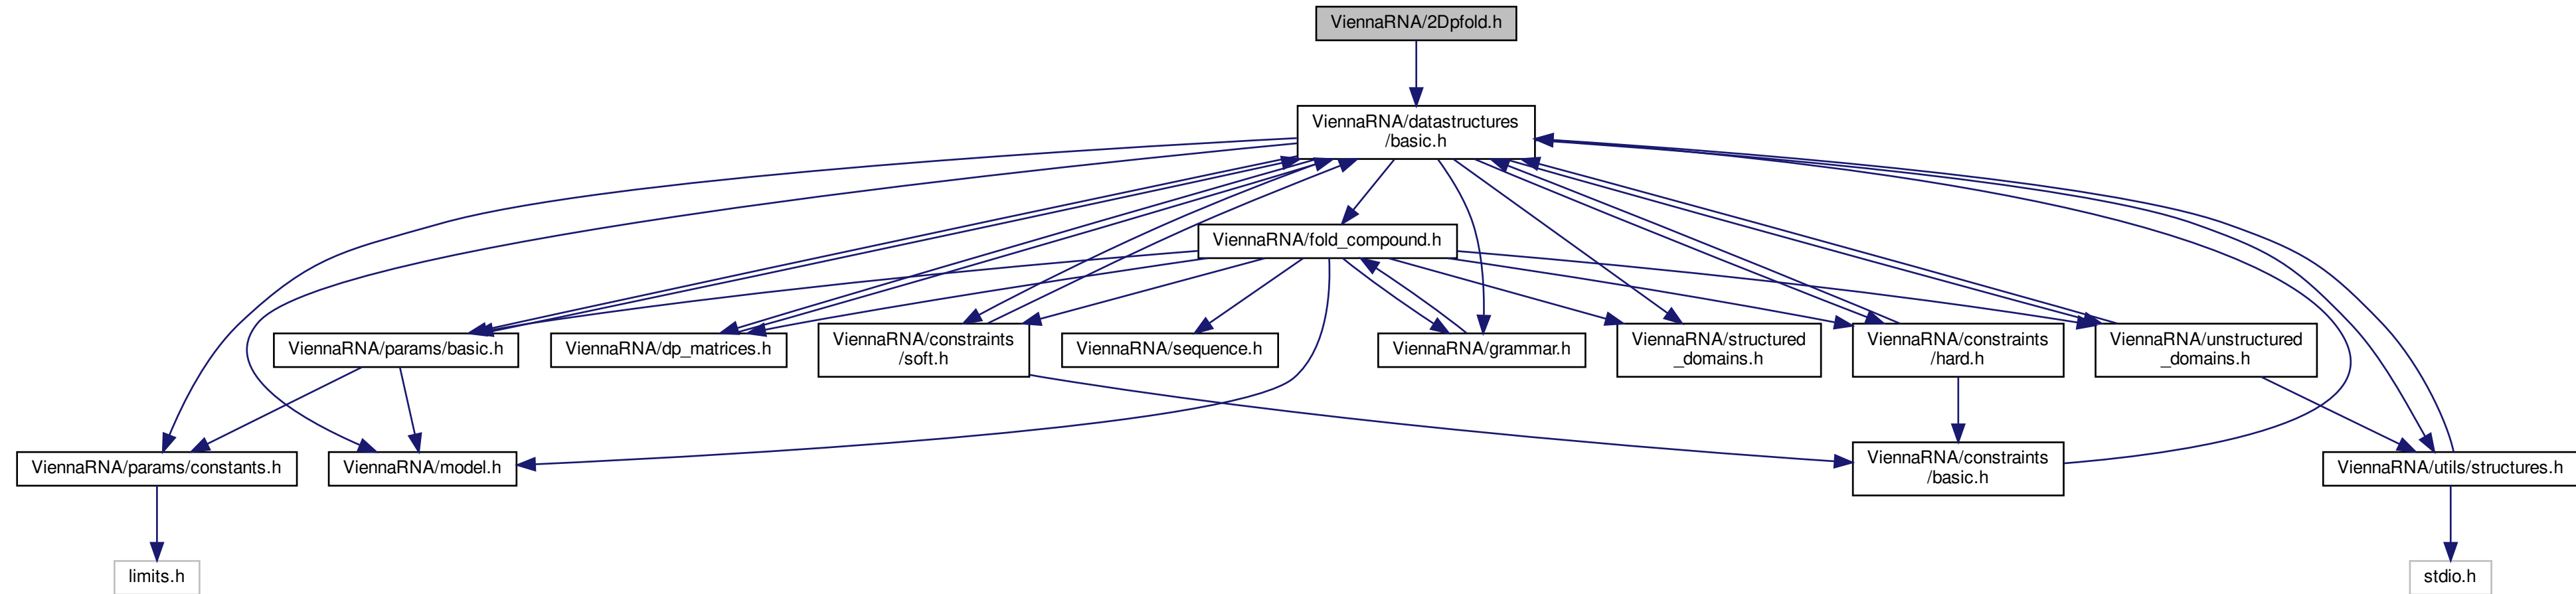 ViennaRNA/2Dpfold.h
ViennaRNA/datastructures
/basic.h
ViennaRNA/fold_compound.h
ViennaRNA/params/basic.h
ViennaRNA/dp_matrices.h
ViennaRNA/constraints
/soft.h
ViennaRNA/sequence.h
ViennaRNA/grammar.h
ViennaRNA/structured
_domains.h
ViennaRNA/constraints
/hard.h
ViennaRNA/unstructured
_domains.h
ViennaRNA/params/constants.h
ViennaRNA/model.h
ViennaRNA/constraints
/basic.h
ViennaRNA/utils/structures.h
limits.h
stdio.h